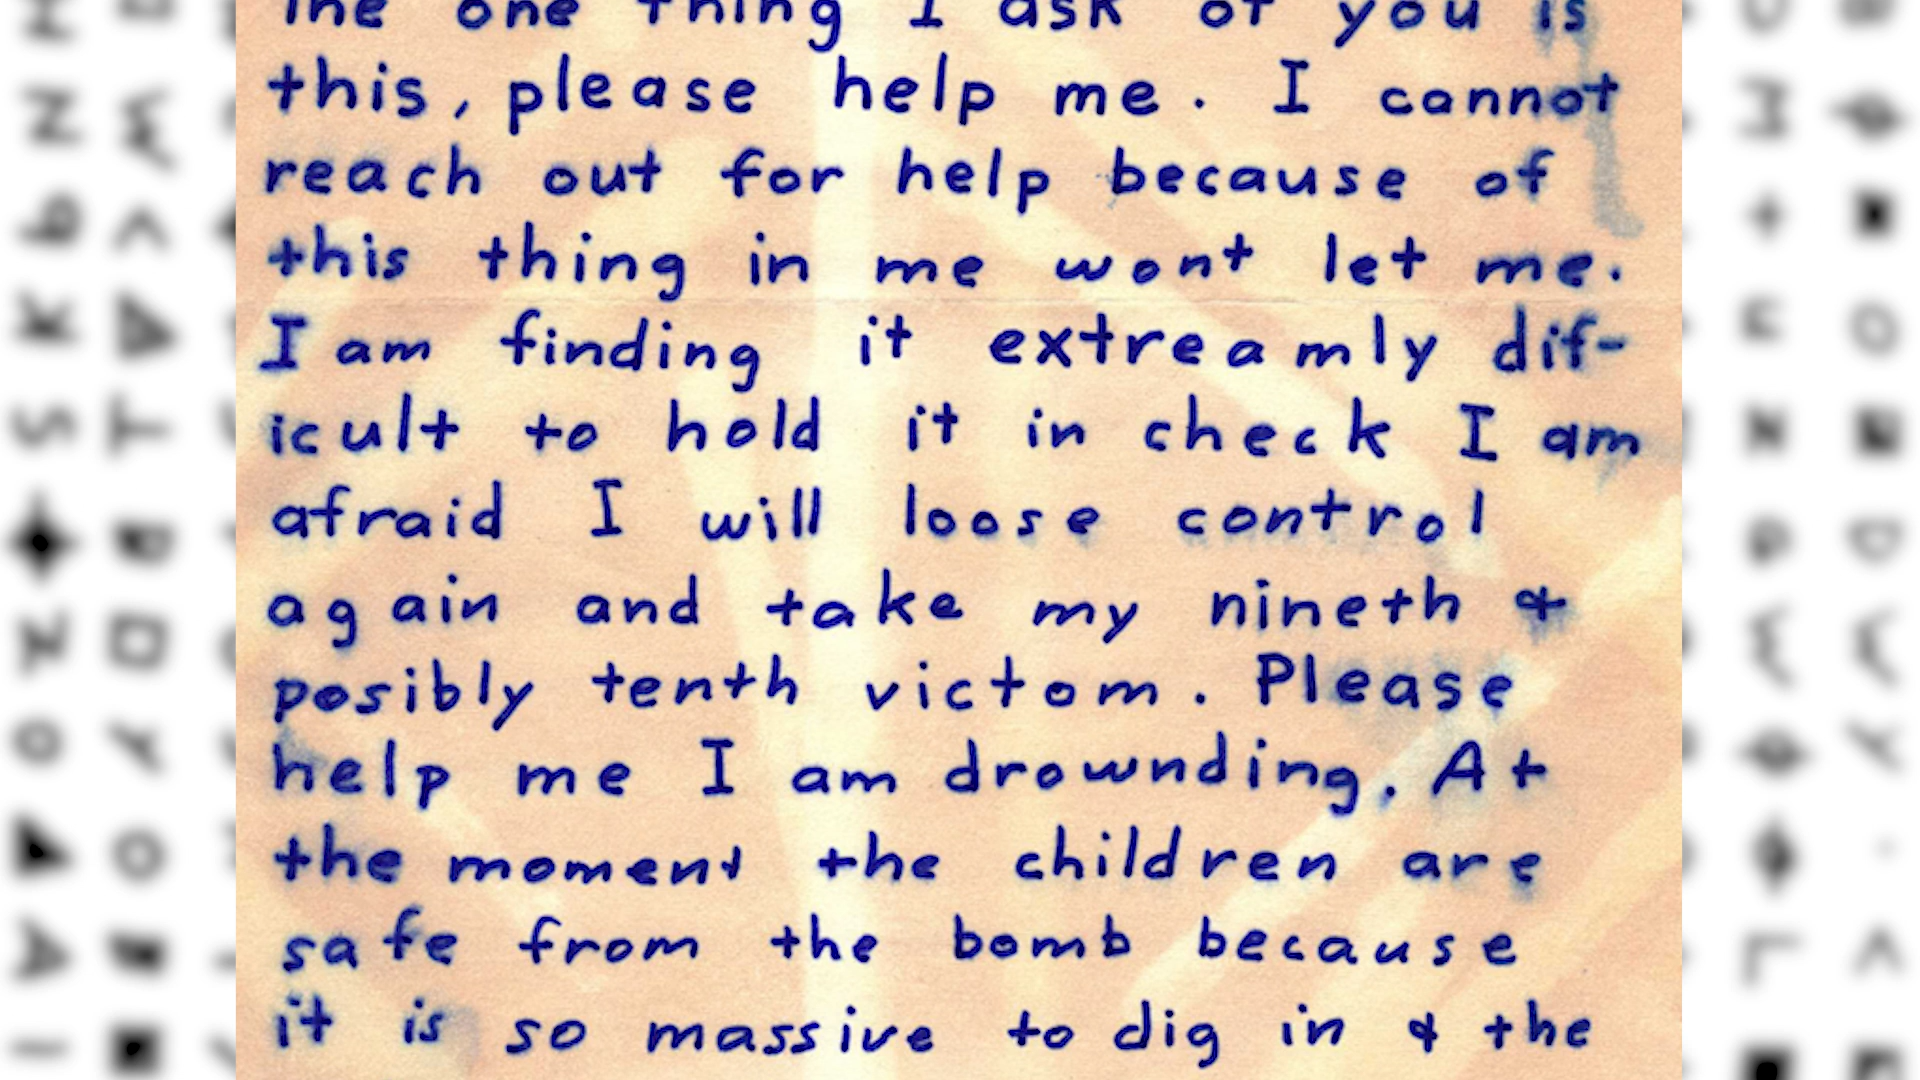 The one thing I ask of you is
this, please help me. I cannot
reach out for help because of
this thing in me wont let me.
I am finding it extreamly dif-
icult to hold it in check I am
afraid I will loose control
again and take my nineth &
posibly tenth victom. Please
help me I am drownding. At
the moment the children are
safe from the bomb because
it is so massive to dig in & the